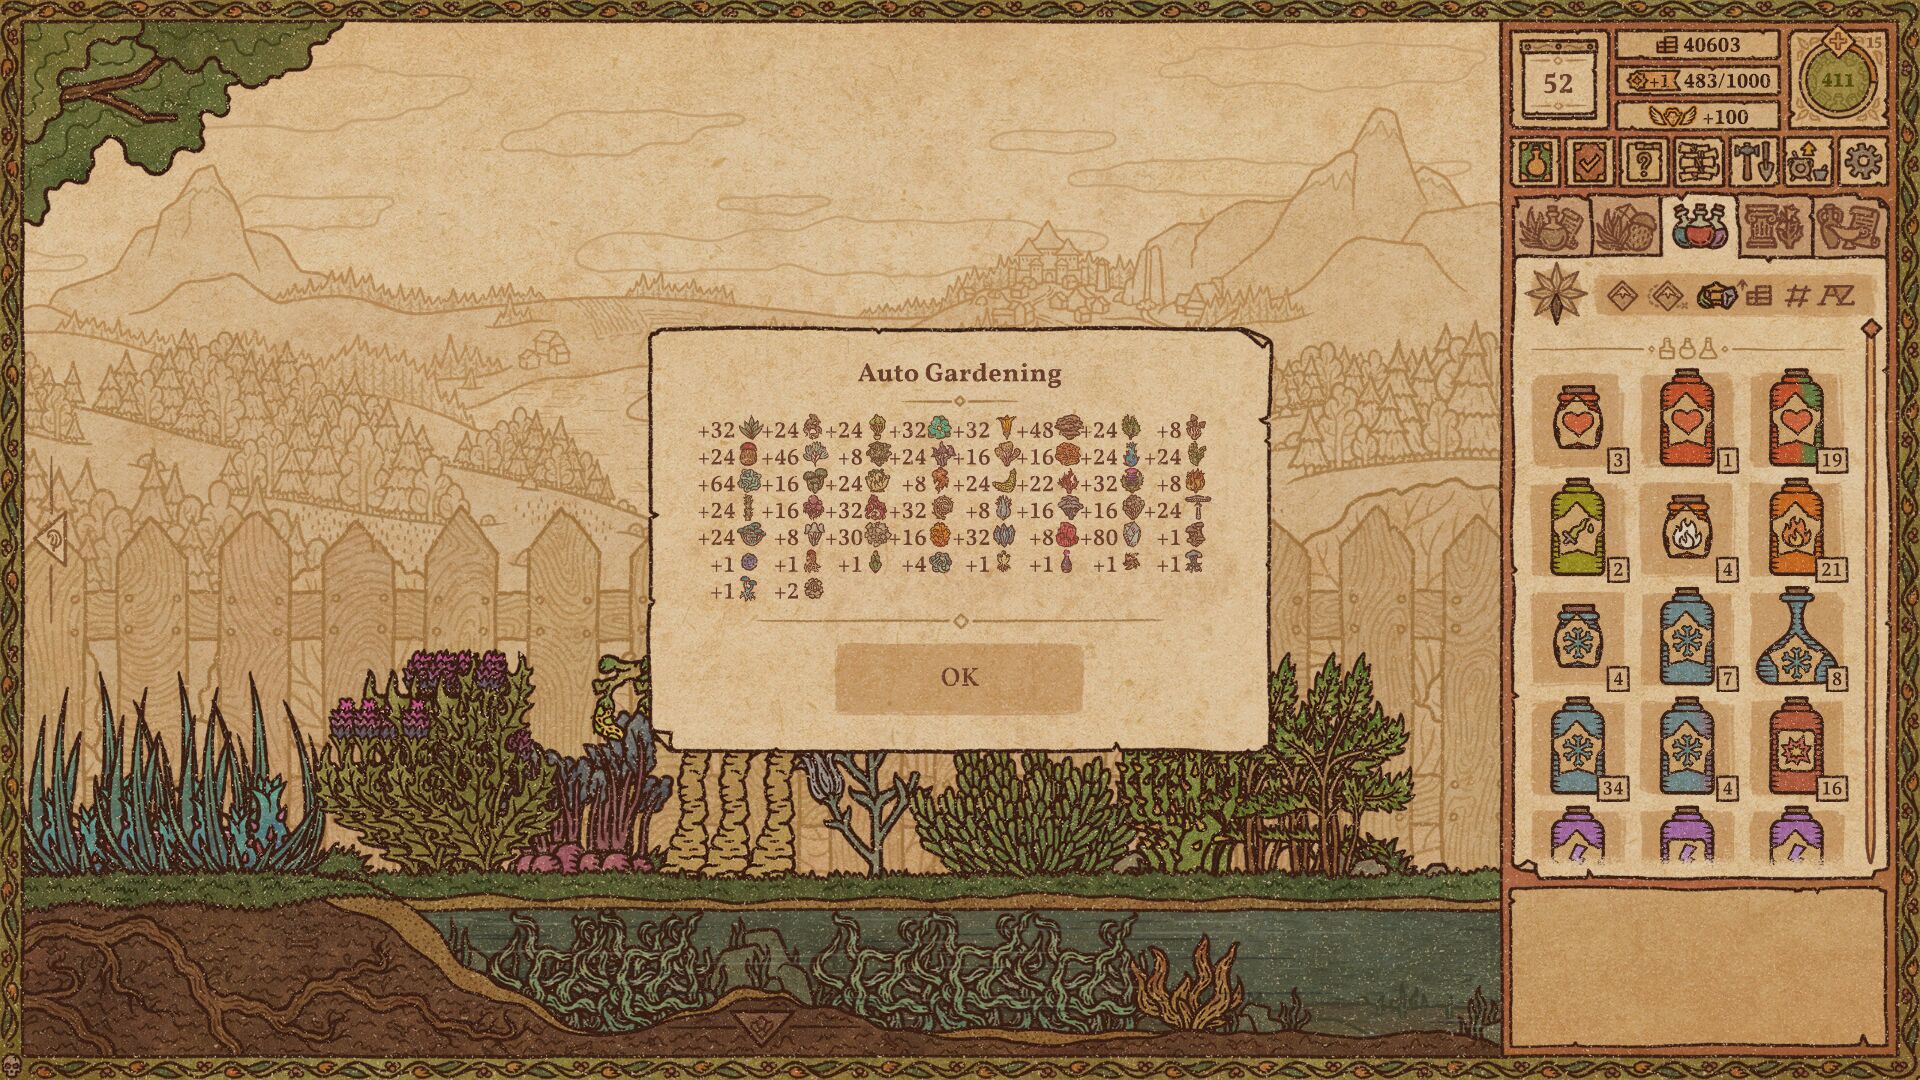 40603
52
+1 483/1000
15
411
+100
# AZ
Auto Gardening
+32 +24 +24 +32 +32 +48 +24 +8
+24 +46 +8 +24 +16 +16 +24 +24
+64 +16 +24 +8 +24 +22 +32 +8
+24 +16 +32 +32 +8 +16 +16 +24
+24 +8 +30 +16 +32 +8 +80 +1
+1 +1 +1 +4 +1 +1 +1 +1
+1 +2
OK
3 1 19
2 4 21
4 7 8
34 4 16